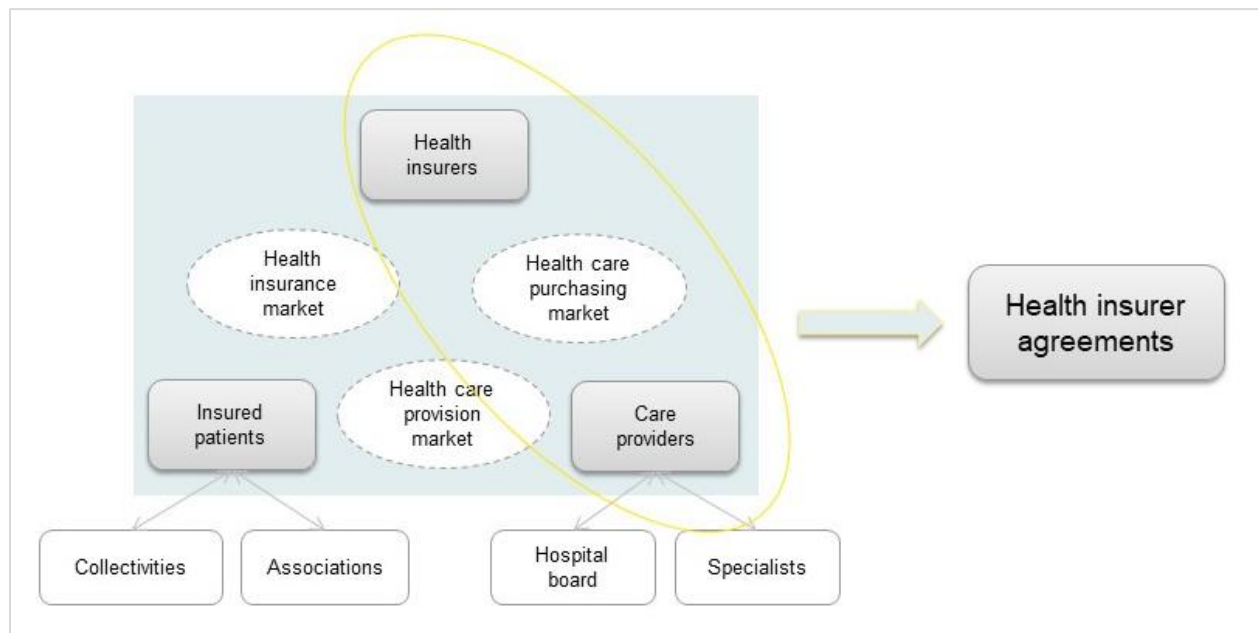 Health
insurers
Health
insurance
market
Health care
purchasing
market
Health insurer
agreements
Health care
provision
market
Insured
patients
Care
providers
Collectivities
Associations
Hospital
board
Specialists